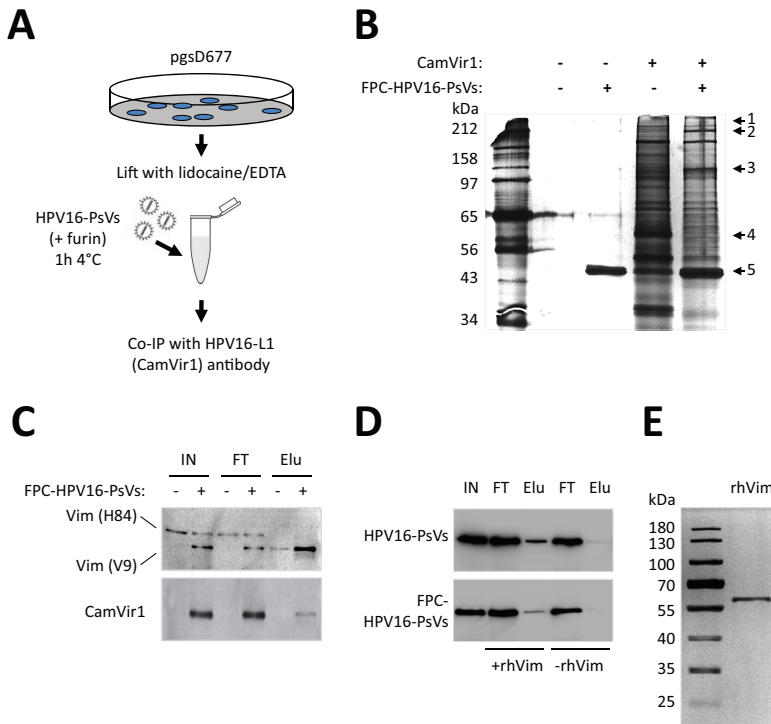 A
pgsD677
Lift with lidocaine/EDTA
HPV16-PsVs
(+ furin)
1h 4°C
Co-IP with HPV16-L1
(CamVir1) antibody
B
CamVir1: - - + +
FPC-HPV16-PsVs: - + - +
kDa
212
158
97
65
56
43
34
1
2
3
4
5
C
IN FT Elu
FPC-HPV16-PsVs: - + - + - +
Vim (H84)
Vim (V9)
CamVir1
D
IN FT Elu FT Elu
HPV16-PsVs
FPC-
HPV16-PsVs
+rhVim -rhVim
E
kDa rhVim
180
130
100
70
55
40
35
25